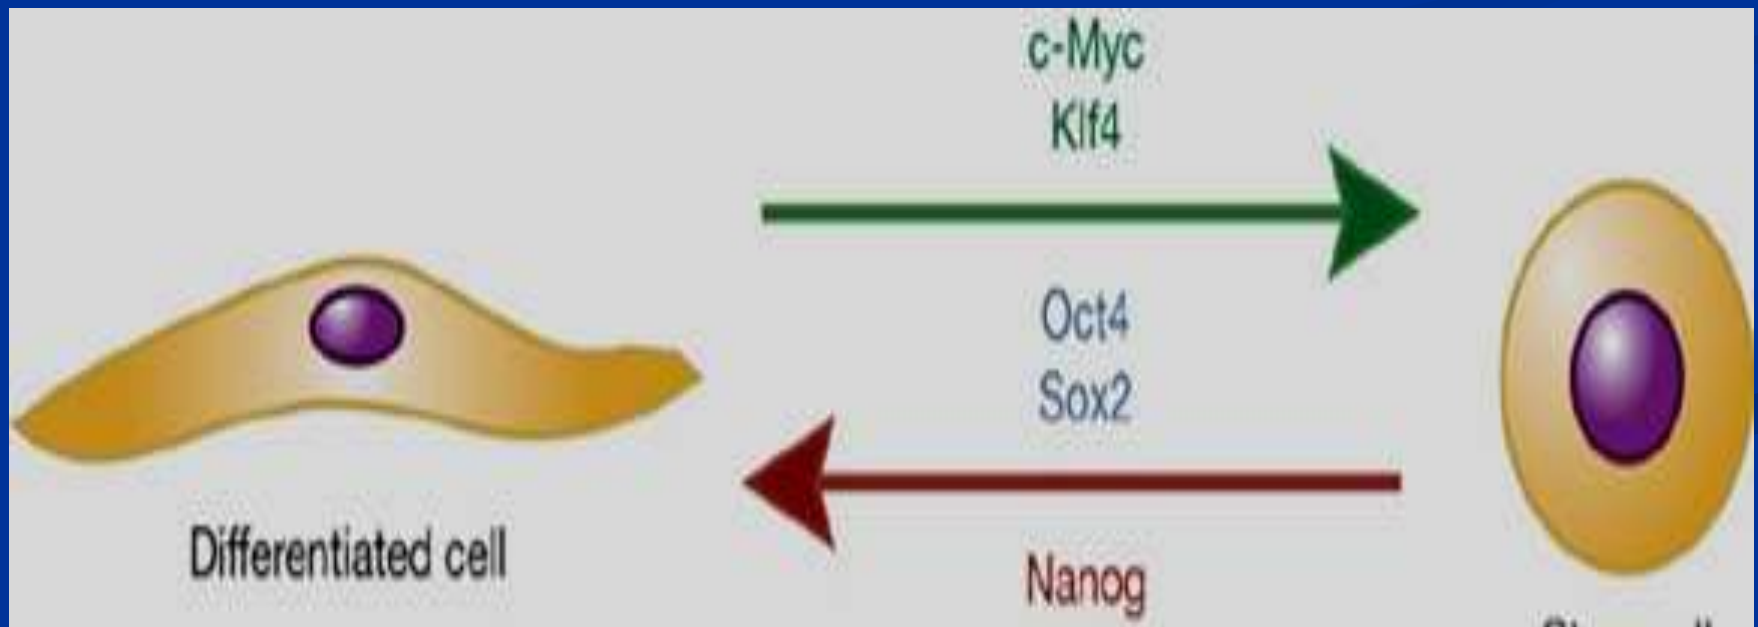 c-Myc
Klf4
Oct4
Sox2
Nanog
Differentiated cell